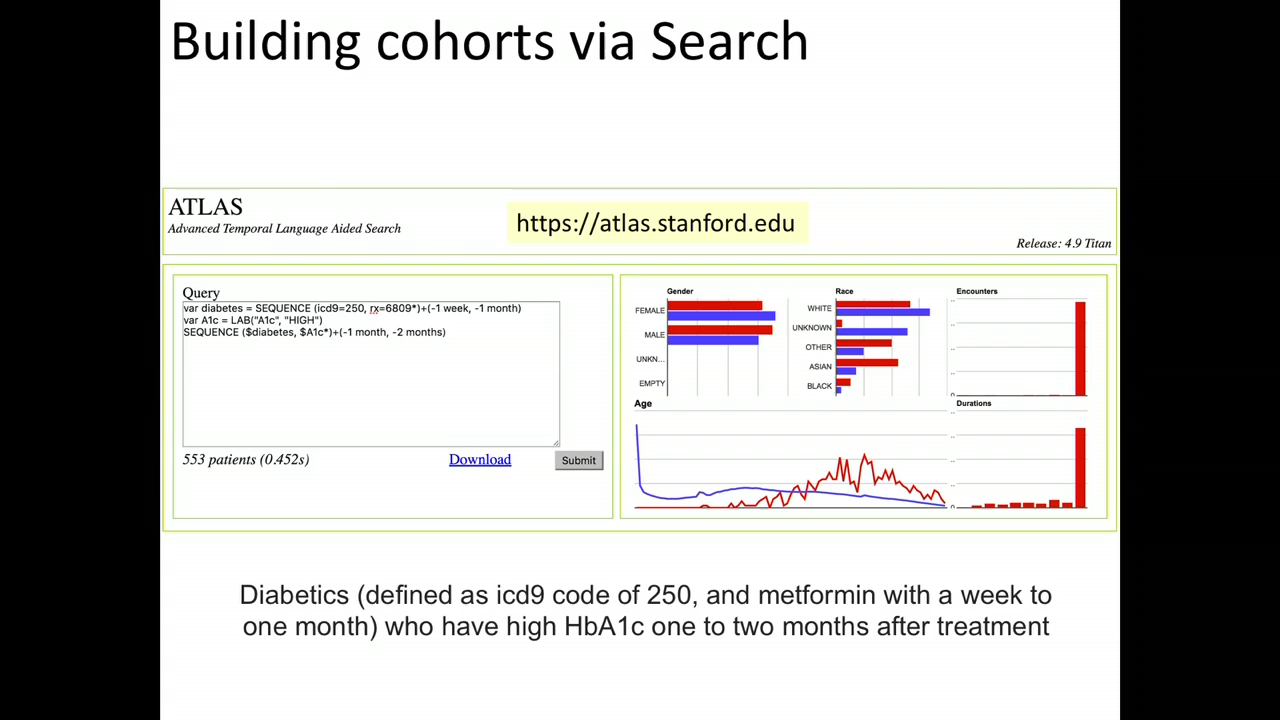 Building cohorts via Search
ATLAS
Advanced Temporal Language Aided Search
https://atlas.stanford.edu
Release: 4.9 Titan
Query
var diabetes = SEQUENCE (icd9=250, rx=6809*)+(-1 week, -1 month)
var A1c = LAB("A1c", "HIGH")
SEQUENCE ($diabetes, $A1c*)+(-1 month, -2 months)
553 patients (0.452s)
Download
Submit
Gender
FEMALE
MALE
UNKN...
EMPTY
Race
WHITE
UNKNOWN
OTHER
ASIAN
BLACK
Encounters
..
..
..
..
0
Age
Durations
..
..
..
..
0
Diabetics (defined as icd9 code of 250, and metformin with a week to
one month) who have high HbA1c one to two months after treatment